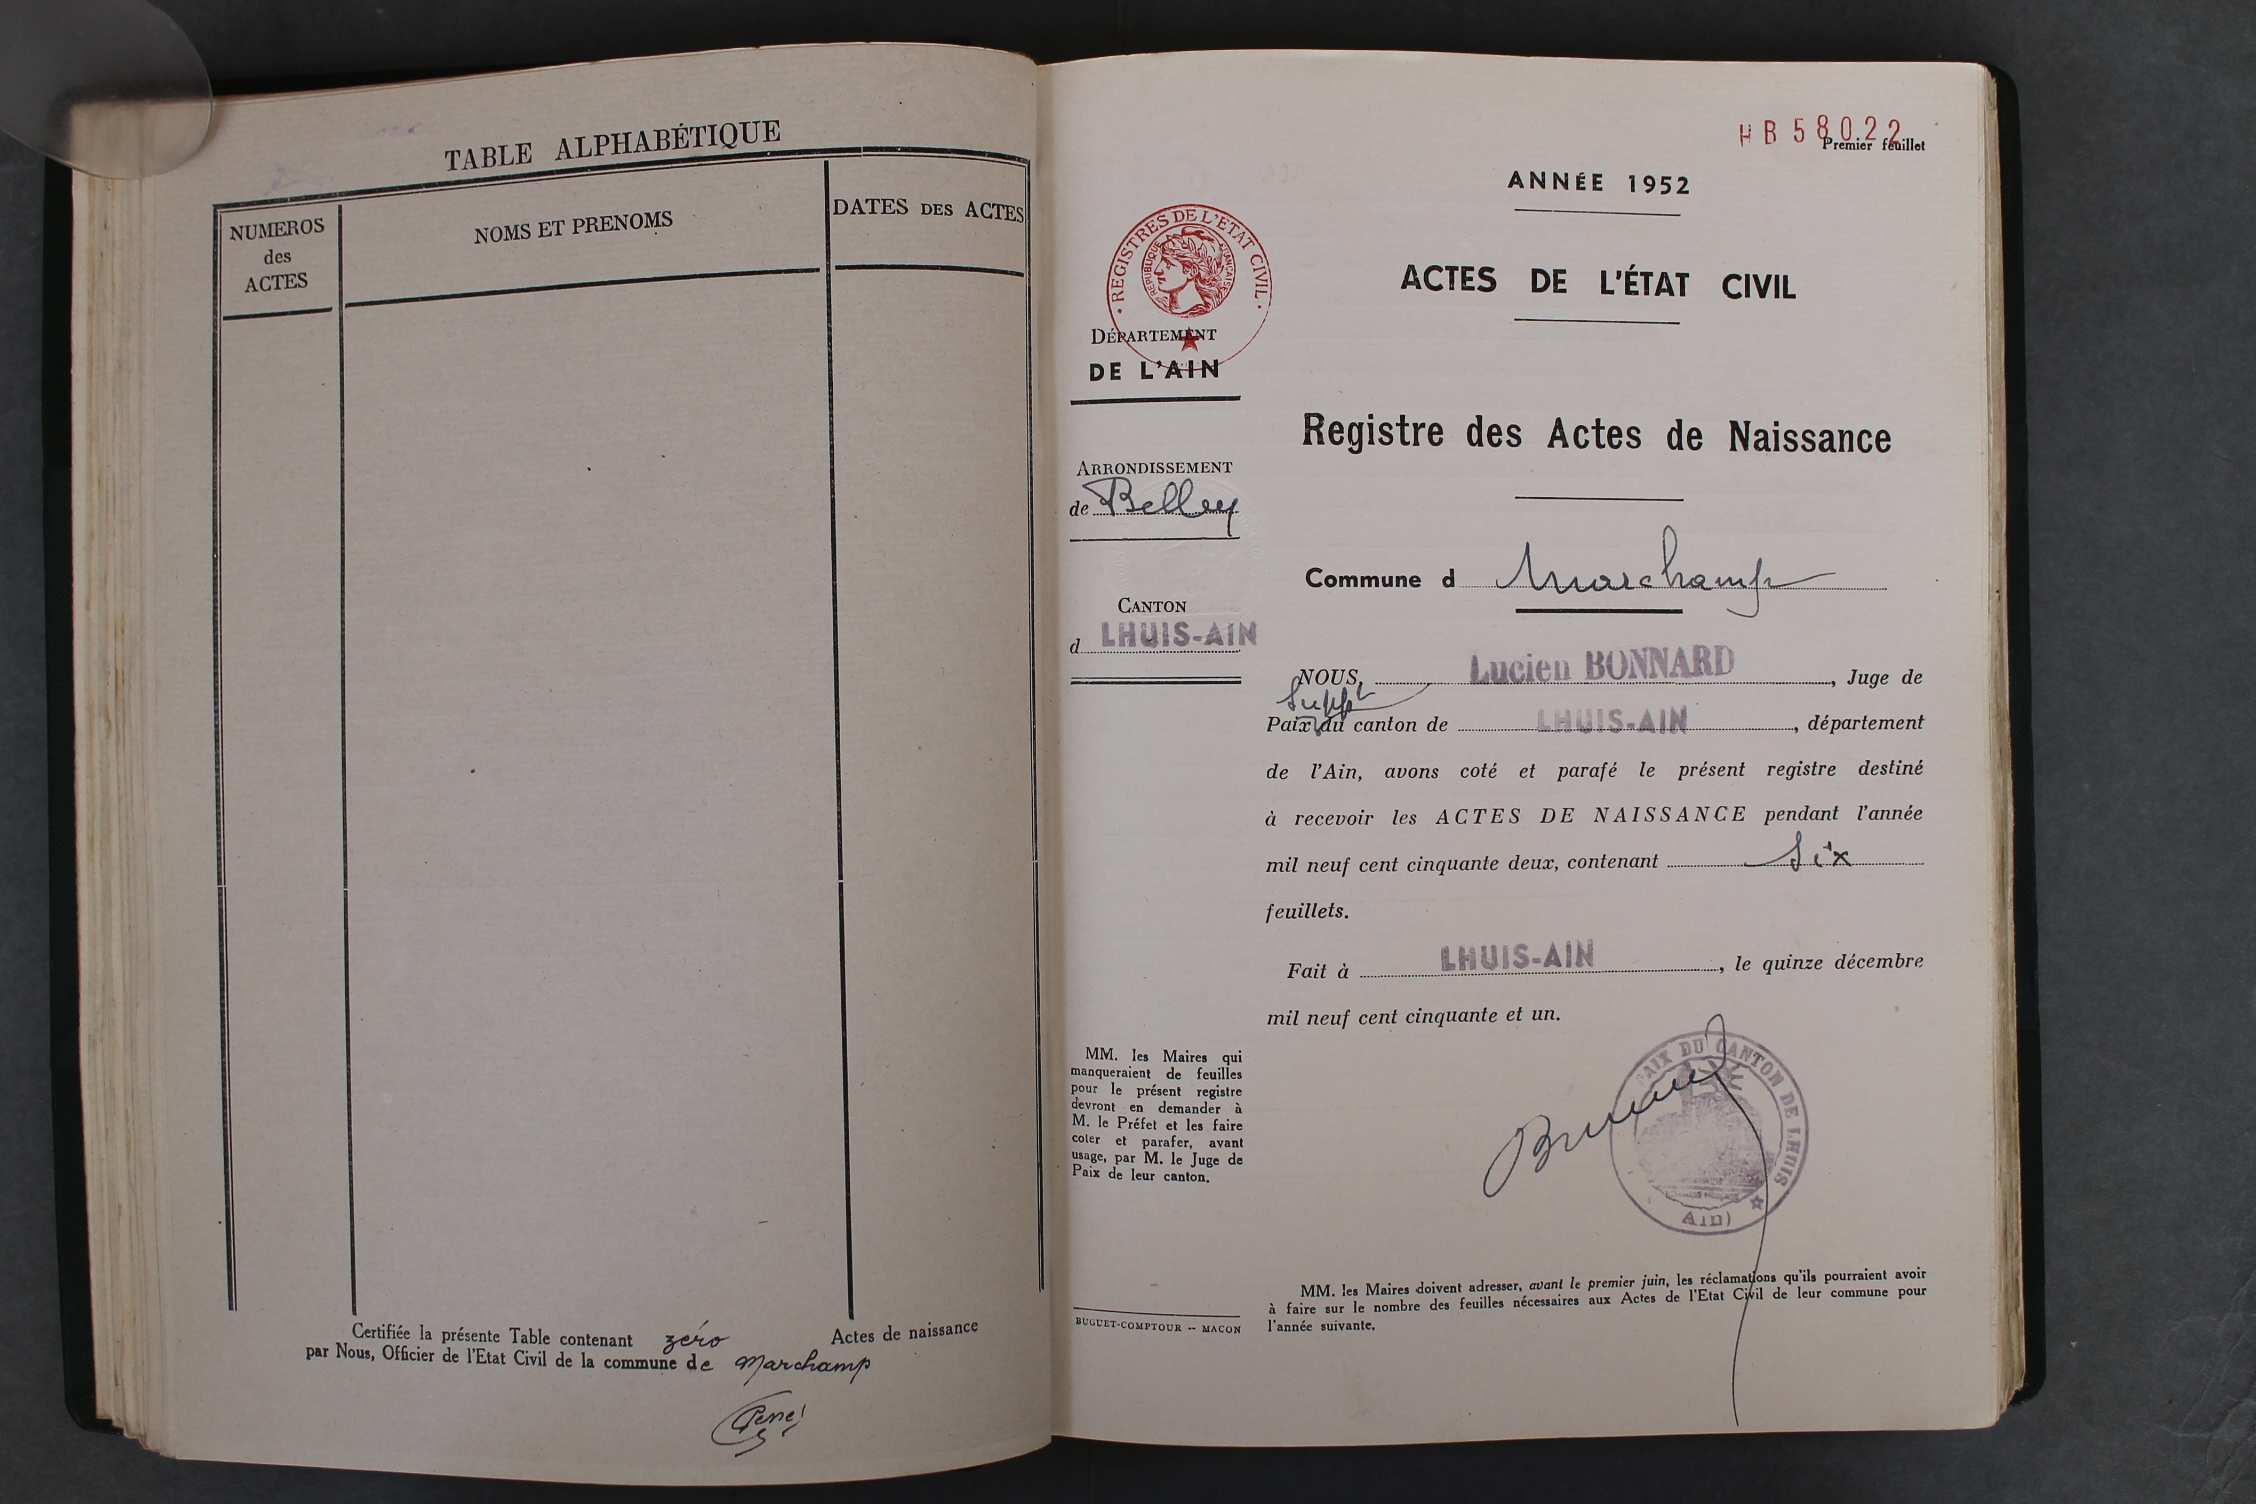 TABLE ALPHABÉTIQUE
NUMEROS
des
ACTES
NOMS ET PRENOMS
DATES DES ACTES
Certifiée la présente Table contenant zéro Actes de naissance
par Nous, Officier de l'Etat Civil de la commune de Marchamp
HB 58022
Premier feuillet
ANNÉE 1952
ACTES DE L'ÉTAT CIVIL
· REGISTRES DE L'ETAT CIVIL ·
REPUBLIQUE FRANÇAISE
DÉPARTEMENT
DE L'AIN
Registre des Actes de Naissance
ARRONDISSEMENT
de Belley
Commune d Marchamp
CANTON
d LHUIS-AIN
NOUS, Lucien BONNARD, Juge de
Suppt
Paix du canton de LHUIS-AIN, département
de l'Ain, avons coté et parafé le présent registre destiné
à recevoir les ACTES DE NAISSANCE pendant l'année
mil neuf cent cinquante deux, contenant Six
feuillets.
Fait à LHUIS-AIN, le quinze décembre
mil neuf cent cinquante et un.
PAIX DU CANTON DE LHUIS
Ain)
MM. les Maires qui
manqueraient de feuilles
pour le présent registre
devront en demander à
M. le Préfet et les faire
coter et parafer, avant
usage, par M. le Juge de
Paix de leur canton.
MM. les Maires doivent adresser, avant le premier juin, les réclamations qu'ils pourraient avoir
à faire sur le nombre des feuilles nécessaires aux Actes de l'Etat Civil de leur commune pour
l'année suivante.
BUGUET-COMPTOUR -- MACON